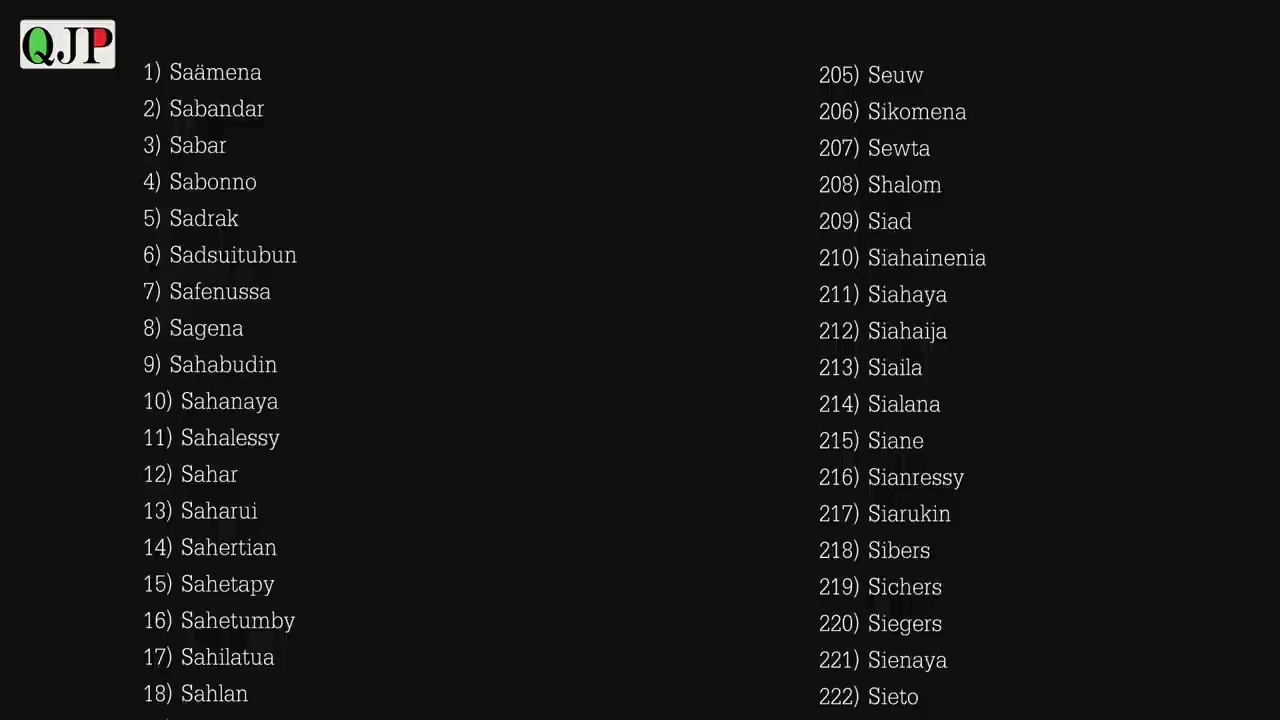 QJP
1) Saämena
2) Sabandar
3) Sabar
4) Sabonno
5) Sadrak
6) Sadsuitubun
7) Safenussa
8) Sagena
9) Sahabudin
10) Sahanaya
11) Sahalessy
12) Sahar
13) Saharui
14) Sahertian
15) Sahetapy
16) Sahetumby
17) Sahilatua
18) Sahlan
205) Seuw
206) Sikomena
207) Sewta
208) Shalom
209) Siad
210) Siahainenia
211) Siahaya
212) Siahaija
213) Siaila
214) Sialana
215) Siane
216) Sianressy
217) Siarukin
218) Sibers
219) Sichers
220) Siegers
221) Sienaya
222) Sieto